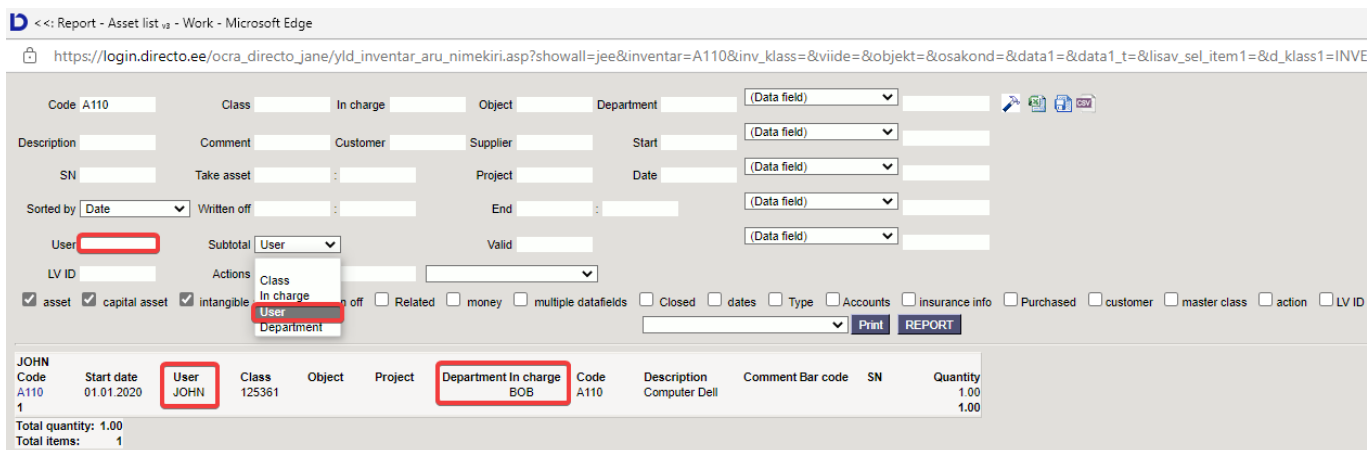 <<: Report - Asset list v3 - Work - Microsoft Edge
https://login.directo.ee/ocra_directo_jane/yld_inventar_aru_nimekiri.asp?showall=jee&inventar=A110&inv_klass=&viide=&objekt=&osakond=&data1=&data1_t=&lisav_sel_item1=&d_klass1=INVE
Code A110 Class In charge Object Department (Data field) CSV
Description Comment Customer Supplier Start (Data field)
SN Take asset : Project Date (Data field)
Sorted by Date Written off : End : (Data field)
User Subtotal User Valid (Data field)
LV ID Actions
Class
In charge
User
Department
asset capital asset intangible n off Related money multiple datafields Closed dates Type Accounts insurance info Purchased customer master class action LV ID
Print REPORT
JOHN
Code Start date User Class Object Project Department In charge Code Description Comment Bar code SN Quantity
A110 01.01.2020 JOHN 125361 BOB A110 Computer Dell 1.00
1 1.00
Total quantity: 1.00
Total items: 1